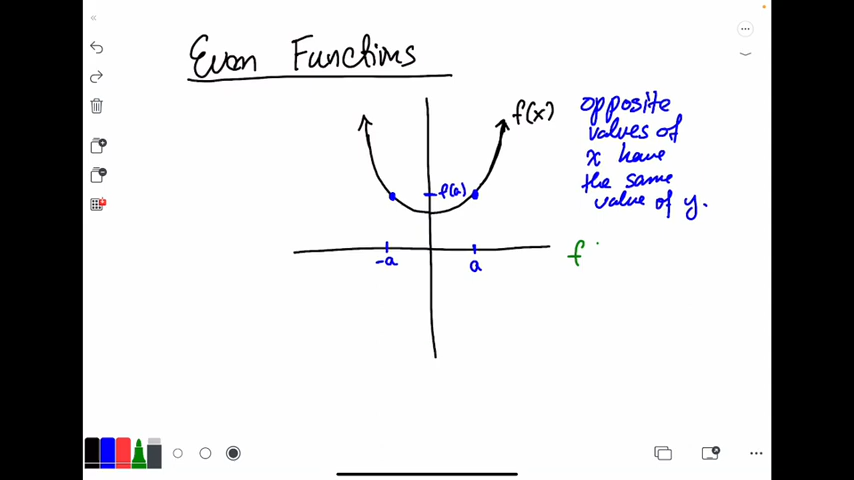 Even Functions
f(x)
opposite
values of
x have
the same
value of y.
f(a)
-a
a
f